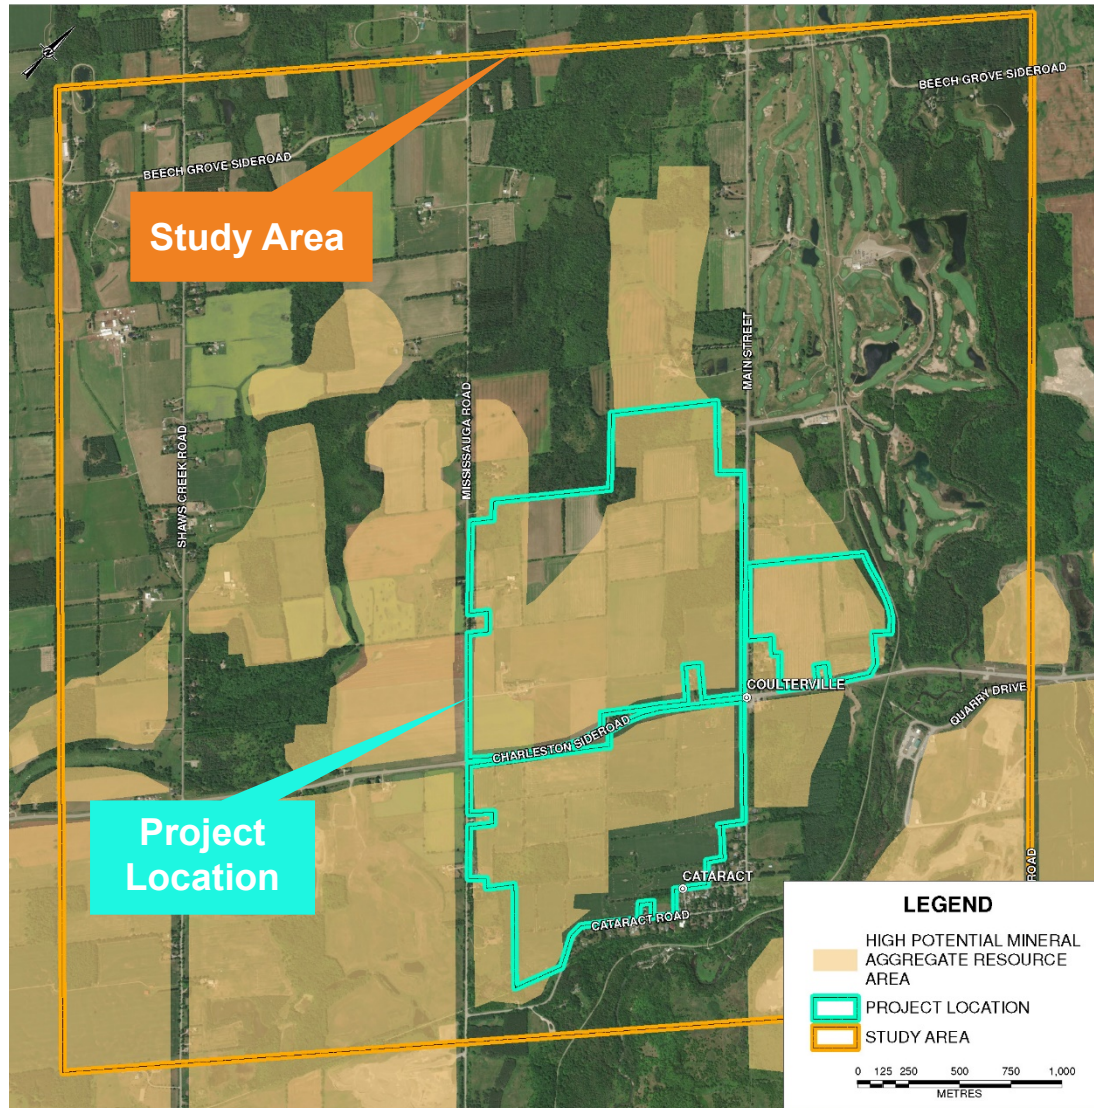 BEECH GROVE SIDEROAD
BEECH GROVE SIDEROAD
Study Area
MAIN STREET
MISSISSAUGA ROAD
SHAWS CREEK ROAD
COULTERVILLE
QUARRY DRIVE
CHARLESTON SIDEROAD
Project
Location
CATARACT
CATARACT ROAD
ROAD
LEGEND
HIGH POTENTIAL MINERAL
AGGREGATE RESOURCE
AREA
PROJECT LOCATION
STUDY AREA
0 125 250 500 750 1,000
METRES